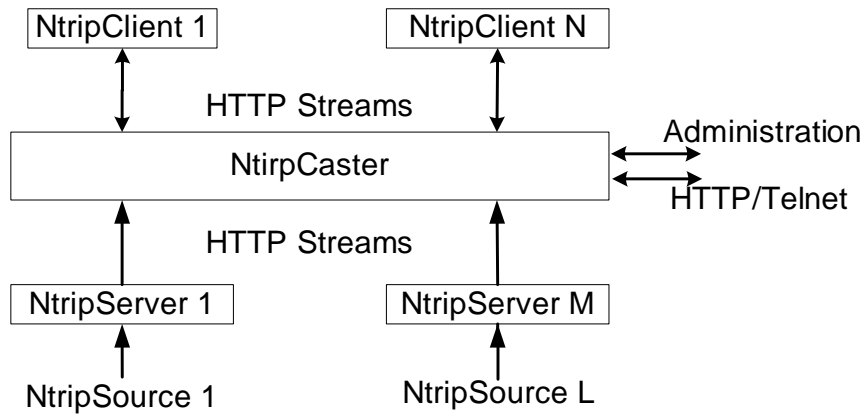 NtripClient 1
NtripClient N
HTTP Streams
Administration
NtirpCaster
HTTP/Telnet
HTTP Streams
NtripServer 1
NtripServer M
NtripSource 1
NtripSource L